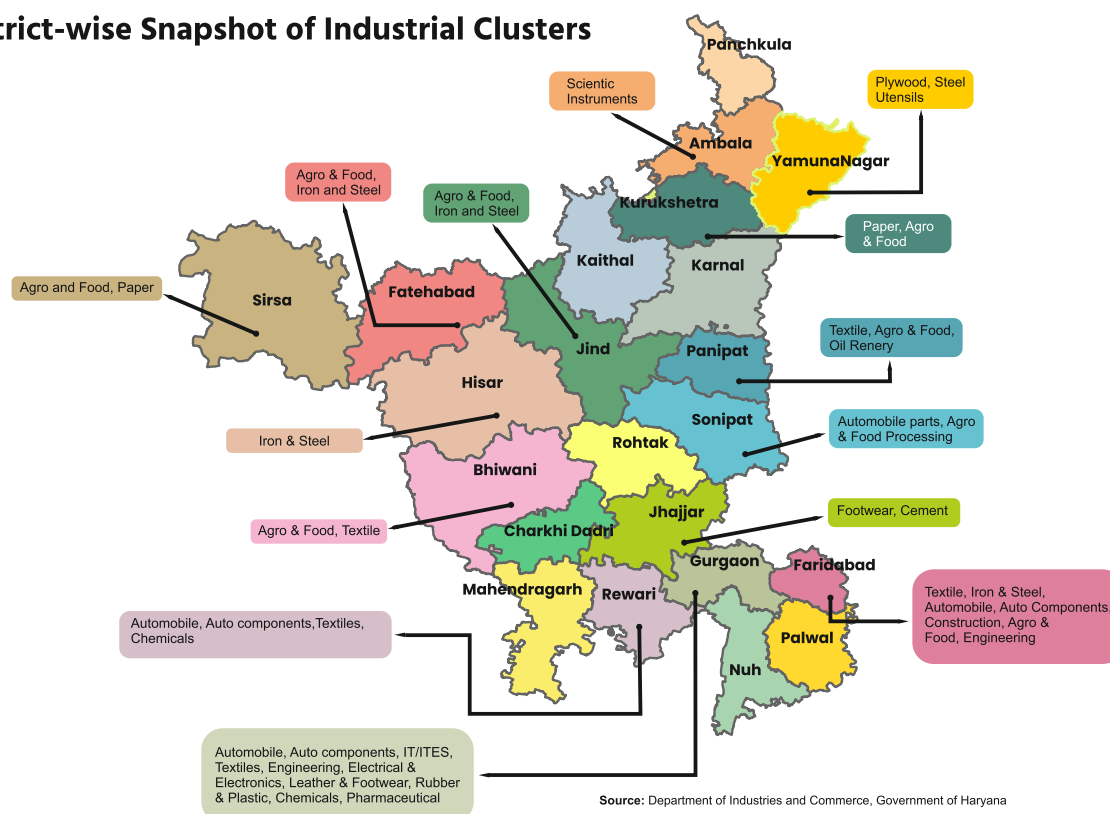 trict-wise Snapshot of Industrial Clusters
Panchkula
Scientic
Instruments
Plywood, Steel
Utensils
Ambala
YamunaNagar
Agro & Food,
Iron and Steel
Agro & Food,
Iron and Steel
Kurukshetra
Paper, Agro
& Food
Kaithal
Karnal
Agro and Food, Paper
Sirsa
Fatehabad
Jind
Panipat
Textile, Agro & Food,
Oil Renery
Hisar
Sonipat
Automobile parts, Agro
& Food Processing
Iron & Steel
Rohtak
Bhiwani
Jhajjar
Footwear, Cement
Agro & Food, Textile
Charkhi Dadri
Gurgaon
Faridabad
Mahendragarh
Rewari
Textile, Iron & Steel,
Automobile, Auto Components,
Construction, Agro &
Food, Engineering
Automobile, Auto components,Textiles,
Chemicals
Palwal
Nuh
Automobile, Auto components, IT/ITES,
Textiles, Engineering, Electrical &
Electronics, Leather & Footwear, Rubber
& Plastic, Chemicals, Pharmaceutical
Source: Department of Industries and Commerce, Government of Haryana